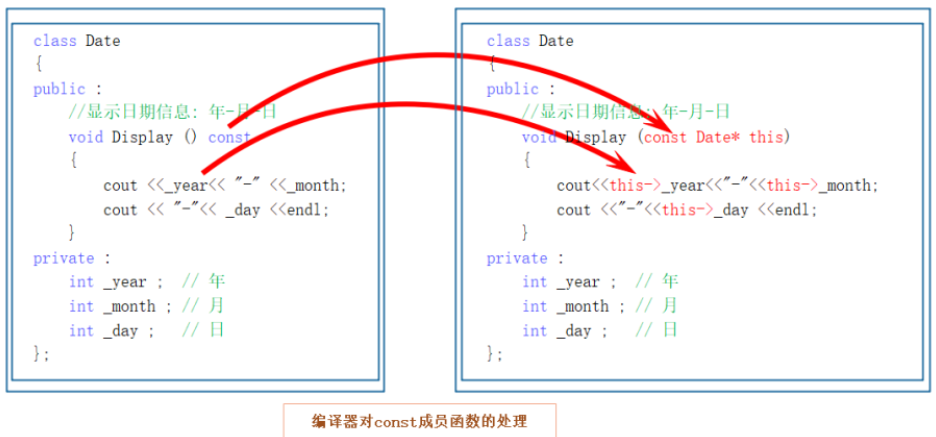 class Date
{
public :
//显示日期信息: 年-月-日
void Display () const
{
cout <<_year<< "-" <<_month;
cout << "-"<< _day <<endl;
}
private :
int _year ; // 年
int _month ; // 月
int _day ; // 日
};
class Date
{
public :
//显示日期信息: 年-月-日
void Display (const Date* this)
{
cout<<this->_year<<"-"<<this->_month;
cout <<"-"<<this->_day <<endl;
}
private :
int _year ; // 年
int _month ; // 月
int _day ; // 日
};
编译器对const成员函数的处理